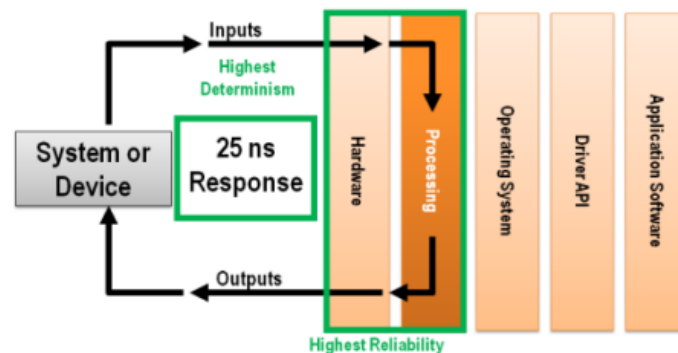 Inputs
Highest
Determinism
System or
Device
25 ns
Response
Hardware
Processing
Operating System
Driver API
Application Software
Outputs
Highest Reliability